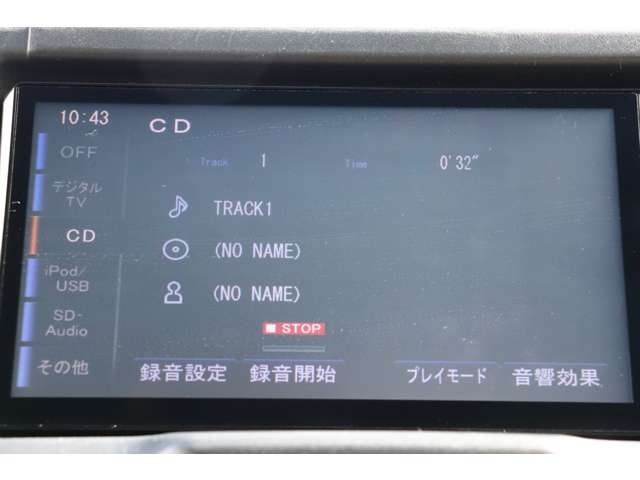 10:43
CD
OFF
Track 1 Time 0'32"
デジタル
TV
TRACK1
CD
(NO NAME)
iPod/
USB
(NO NAME)
SD-
Audio
■ STOP
その他
録音設定 録音開始 プレイモード 音響効果